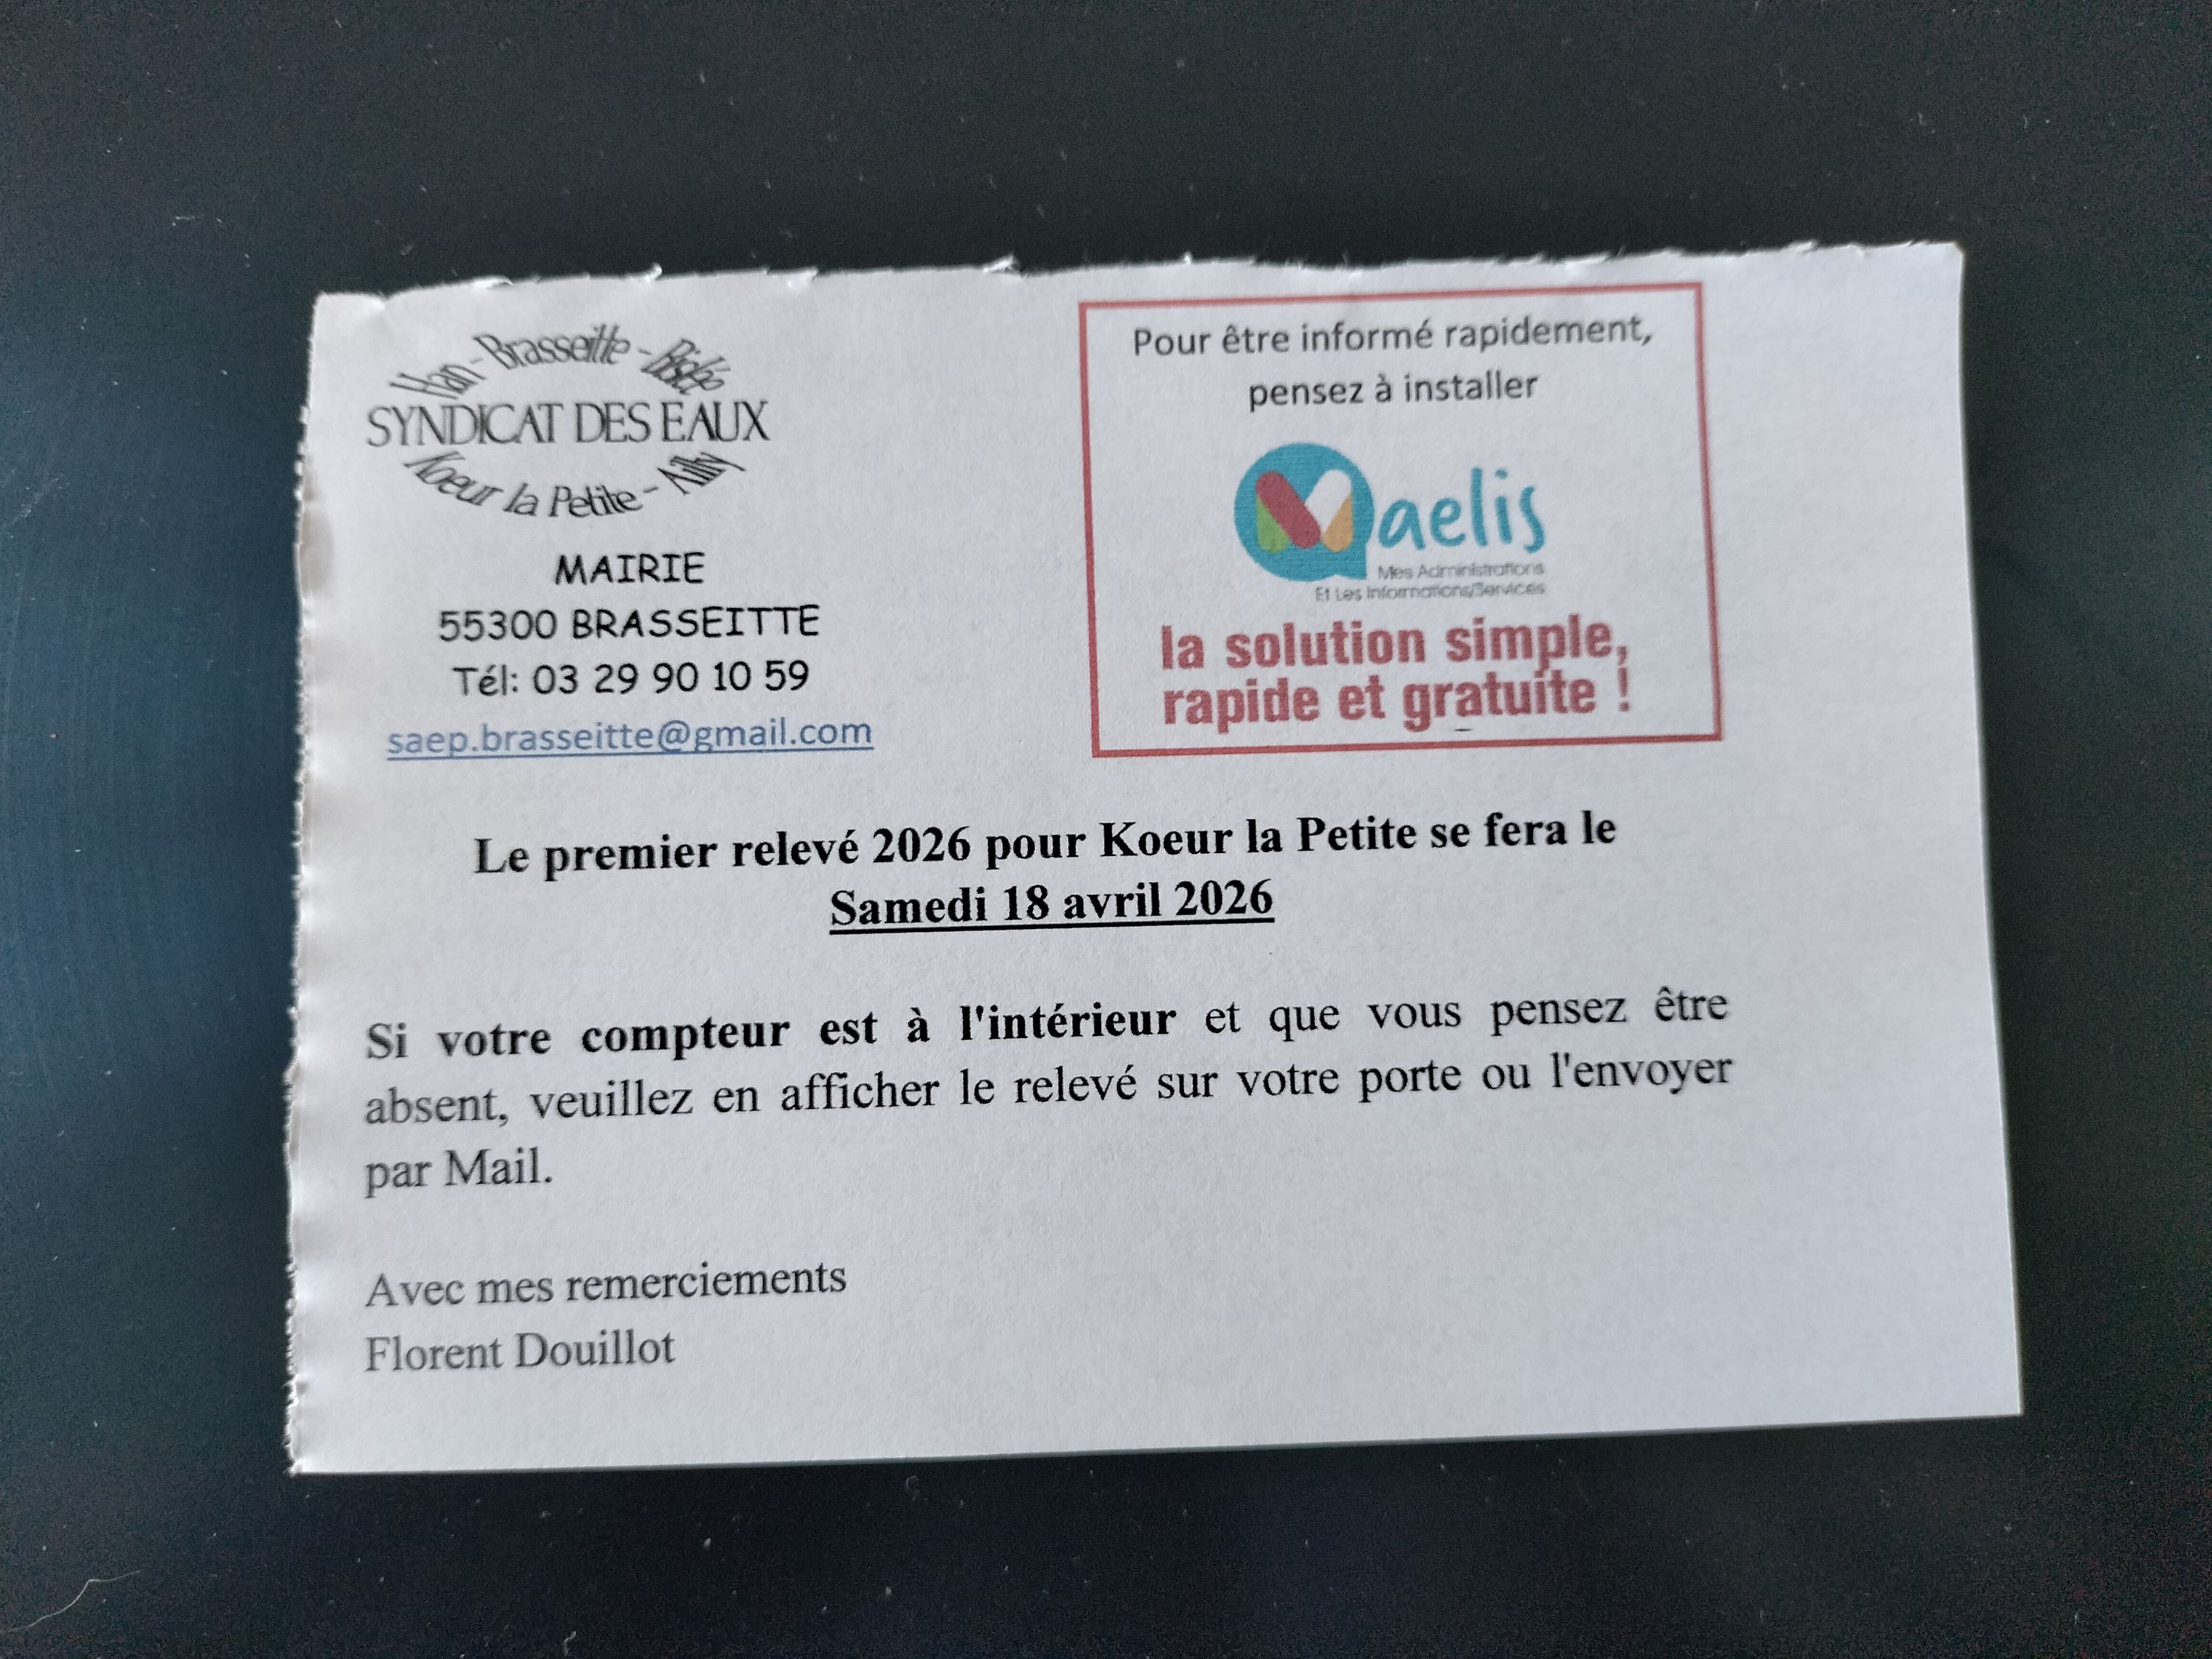 Han - Brasseitte - Bislée
SYNDICAT DES EAUX
Koeur la Petite - Ailly
MAIRIE
55300 BRASSEITTE
Tél: 03 29 90 10 59
saep.brasseitte@gmail.com
Pour être informé rapidement,
pensez à installer
Maelis
Mes Administrations
Et Les Informations/Services
la solution simple,
rapide et gratuite !
Le premier relevé 2026 pour Koeur la Petite se fera le
Samedi 18 avril 2026
Si votre compteur est à l'intérieur et que vous pensez être
absent, veuillez en afficher le relevé sur votre porte ou l'envoyer
par Mail.
Avec mes remerciements
Florent Douillot